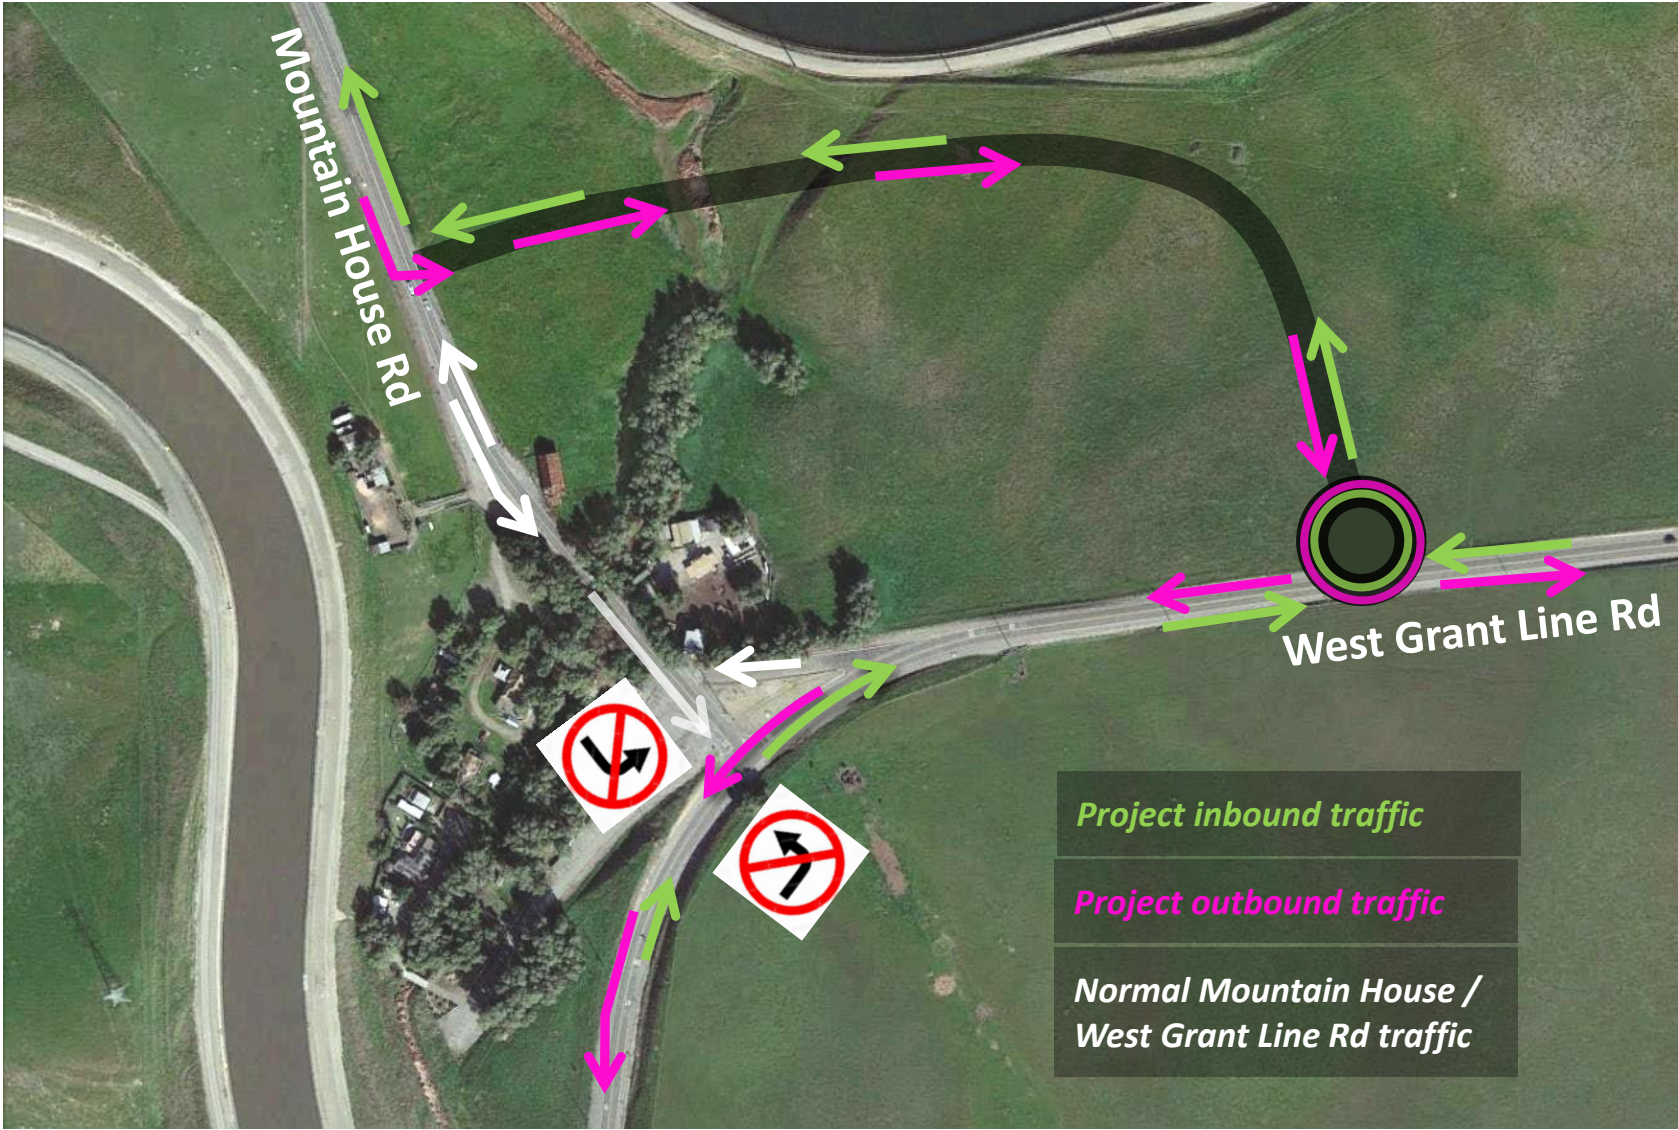 Mountain House Rd
West Grant Line Rd
Project inbound traffic
Project outbound traffic
Normal Mountain House /
West Grant Line Rd traffic